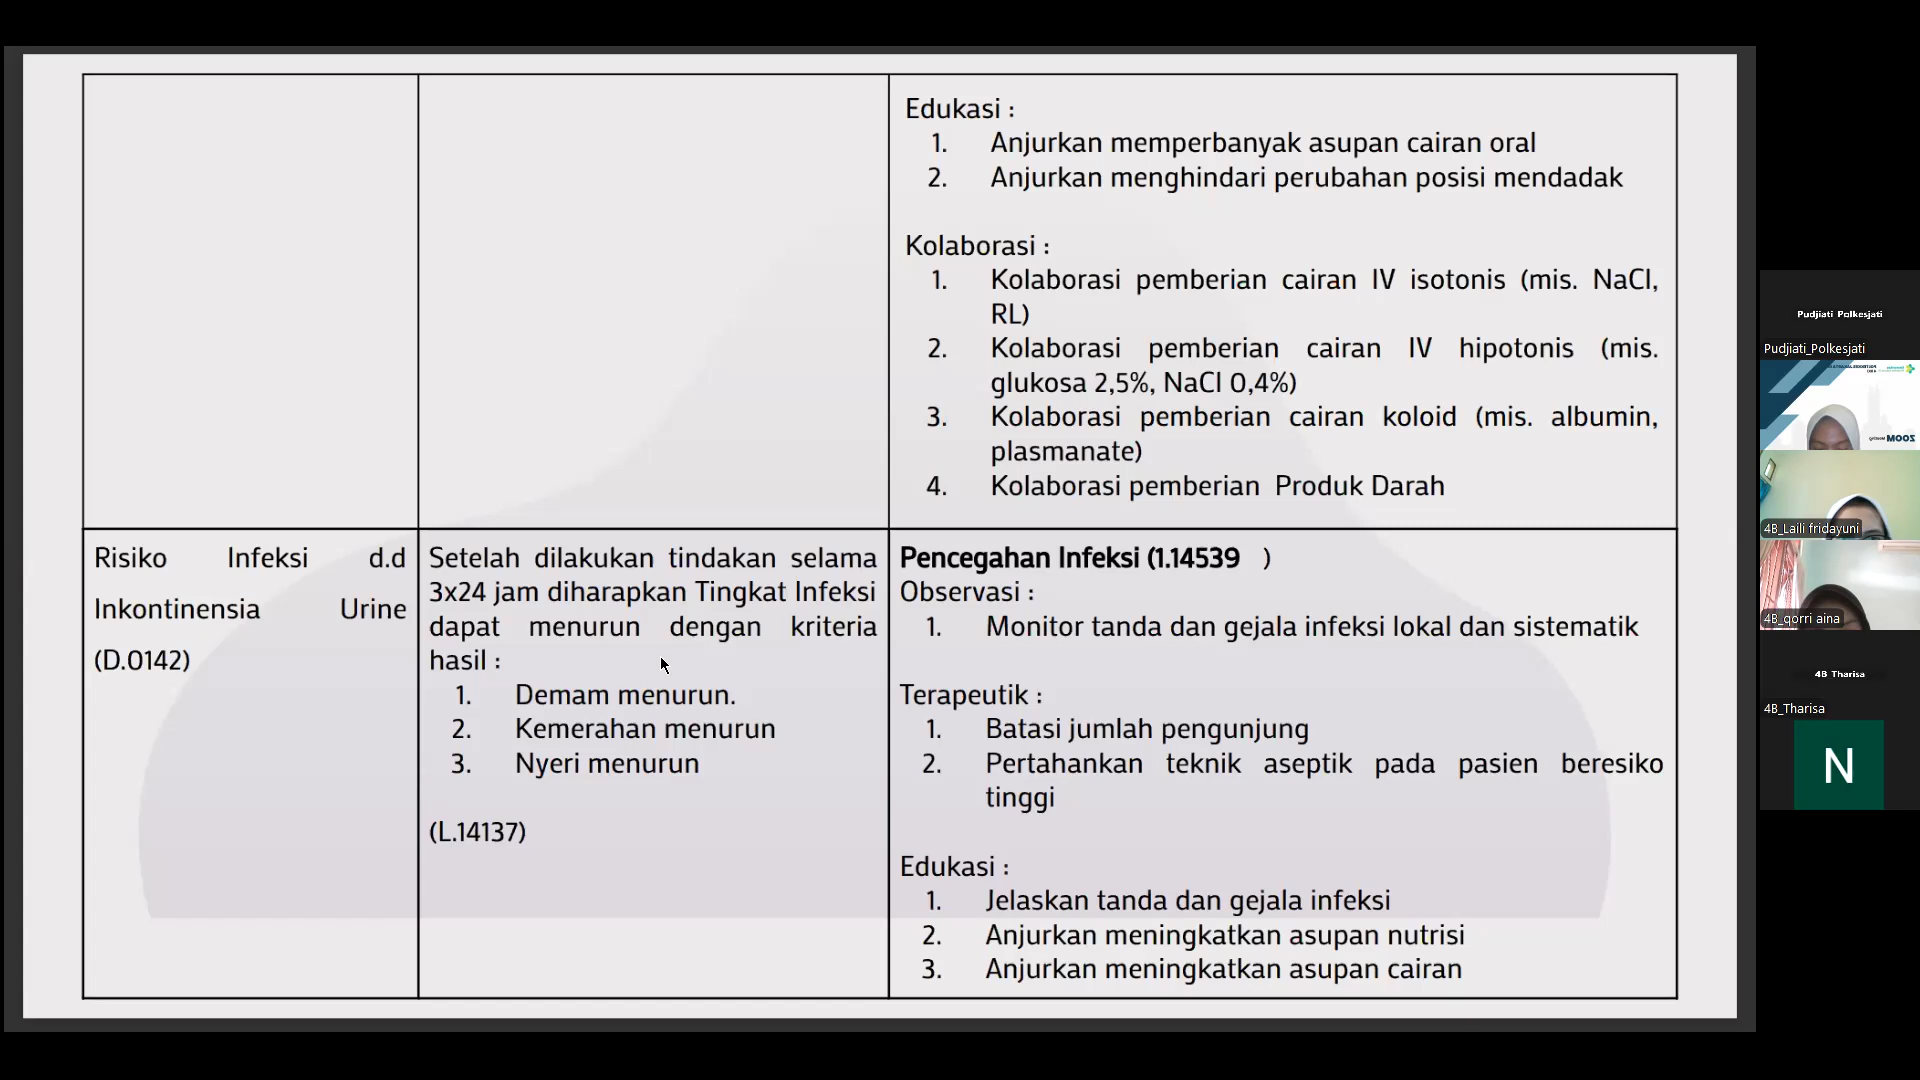 Edukasi :
1. Anjurkan memperbanyak asupan cairan oral
2. Anjurkan menghindari perubahan posisi mendadak
Kolaborasi :
1. Kolaborasi pemberian cairan IV isotonis (mis. NaCl,
RL)
2. Kolaborasi pemberian cairan IV hipotonis (mis.
glukosa 2,5%, NaCl 0,4%)
3. Kolaborasi pemberian cairan koloid (mis. albumin,
plasmanate)
4. Kolaborasi pemberian Produk Darah
Risiko Infeksi d.d
Inkontinensia Urine
(D.0142)
Setelah dilakukan tindakan selama
3x24 jam diharapkan Tingkat Infeksi
dapat menurun dengan kriteria
hasil :
1. Demam menurun.
2. Kemerahan menurun
3. Nyeri menurun
(L.14137)
Pencegahan Infeksi (1.14539 )
Observasi :
1. Monitor tanda dan gejala infeksi lokal dan sistematik
Terapeutik :
1. Batasi jumlah pengunjung
2. Pertahankan teknik aseptik pada pasien beresiko
tinggi
Edukasi :
1. Jelaskan tanda dan gejala infeksi
2. Anjurkan meningkatkan asupan nutrisi
3. Anjurkan meningkatkan asupan cairan
Pudjiati Polkesjati
Pudjiati_Polkesjati
ZOOM
4B_Laili fridayuni
4B_qorri aina
4B Tharisa
4B_Tharisa
N